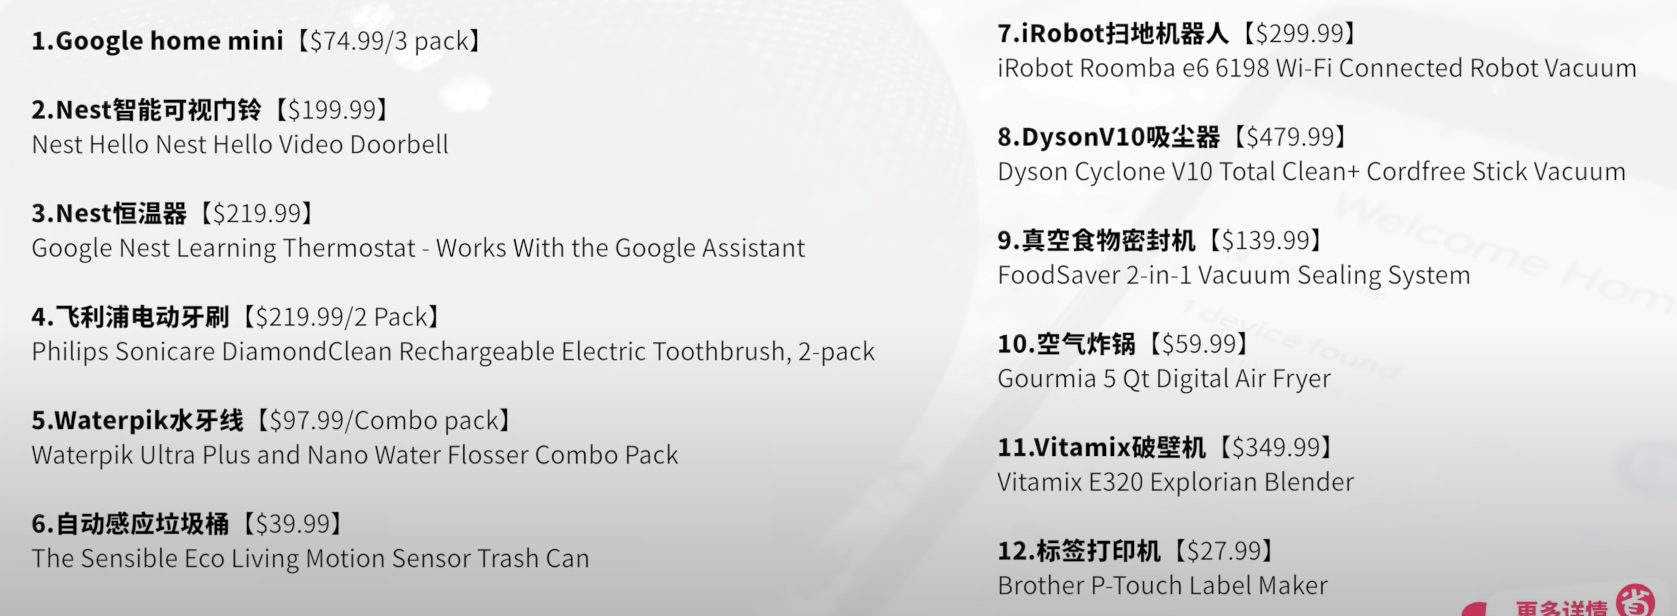 1.Google home mini【$74.99/3 pack】
2.Nest智能可视门铃【$199.99】
Nest Hello Nest Hello Video Doorbell
3.Nest恒温器【$219.99】
Google Nest Learning Thermostat - Works With the Google Assistant
4.飞利浦电动牙刷【$219.99/2 Pack】
Philips Sonicare DiamondClean Rechargeable Electric Toothbrush, 2-pack
5.Waterpik水牙线【$97.99/Combo pack】
Waterpik Ultra Plus and Nano Water Flosser Combo Pack
6.自动感应垃圾桶【$39.99】
The Sensible Eco Living Motion Sensor Trash Can
7.iRobot扫地机器人【$299.99】
iRobot Roomba e6 6198 Wi-Fi Connected Robot Vacuum
8.DysonV10吸尘器【$479.99】
Dyson Cyclone V10 Total Clean+ Cordfree Stick Vacuum
9.真空食物密封机【$139.99】
FoodSaver 2-in-1 Vacuum Sealing System
10.空气炸锅【$59.99】
Gourmia 5 Qt Digital Air Fryer
11.Vitamix破壁机【$349.99】
Vitamix E320 Explorian Blender
12.标签打印机【$27.99】
Brother P-Touch Label Maker
Welcome Hom
1 device found
更多详情 省